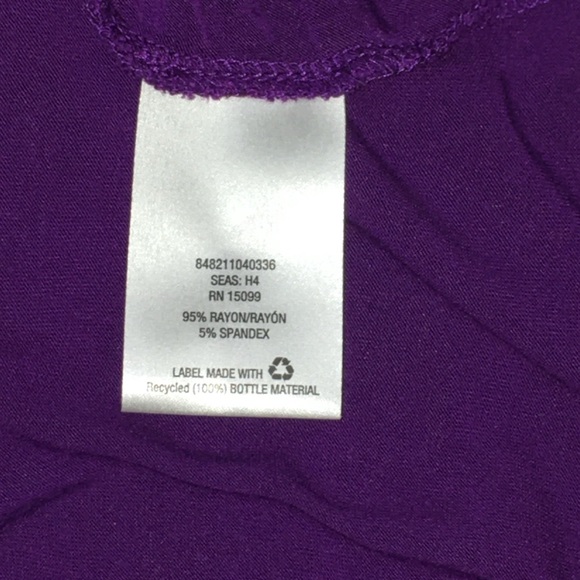 848211040336
SEAS: H4
RN 15099
95% RAYON/RAYÓN
5% SPANDEX
LABEL MADE WITH
Recycled (100%) BOTTLE MATERIAL